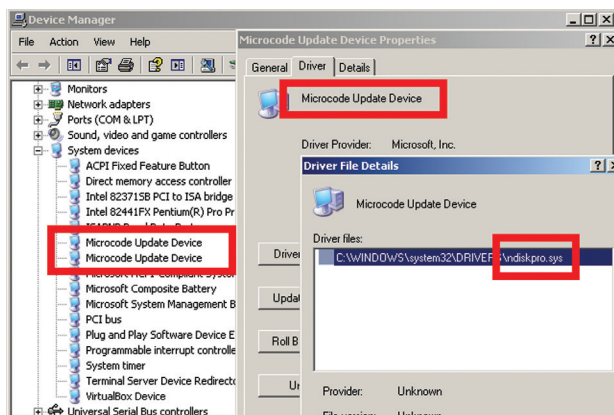 Device Manager
File Action View Help
Monitors
Network adapters
Ports (COM & LPT)
Sound, video and game controllers
System devices
ACPI Fixed Feature Button
Direct memory access controller
Intel 82371SB PCI to ISA bridge
Intel 82441FX Pentium(R) Pro Pr
Microcode Update Device
Microcode Update Device
Microsoft Composite Battery
Microsoft System Management B
PCI bus
Plug and Play Software Device E
Programmable interrupt controlle
System timer
Terminal Server Device Redirect
VirtualBox Device
Universal Serial Bus controllers
Microcode Update Device Properties
General Driver Details
Microcode Update Device
Driver Provider: Microsoft, Inc.
Driver
Updat
Roll B
Driver File Details
Microcode Update Device
Driver files:
C:\WINDOWS\system32\DRIVERS\ndiskpro.sys
Provider: Unknown